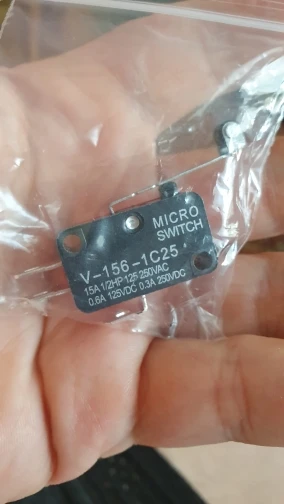 MICRO
SWITCH
V-156-1C25
15A 1/2HP 125 250VAC
0.6A 125VDC 0.3A 250VDC